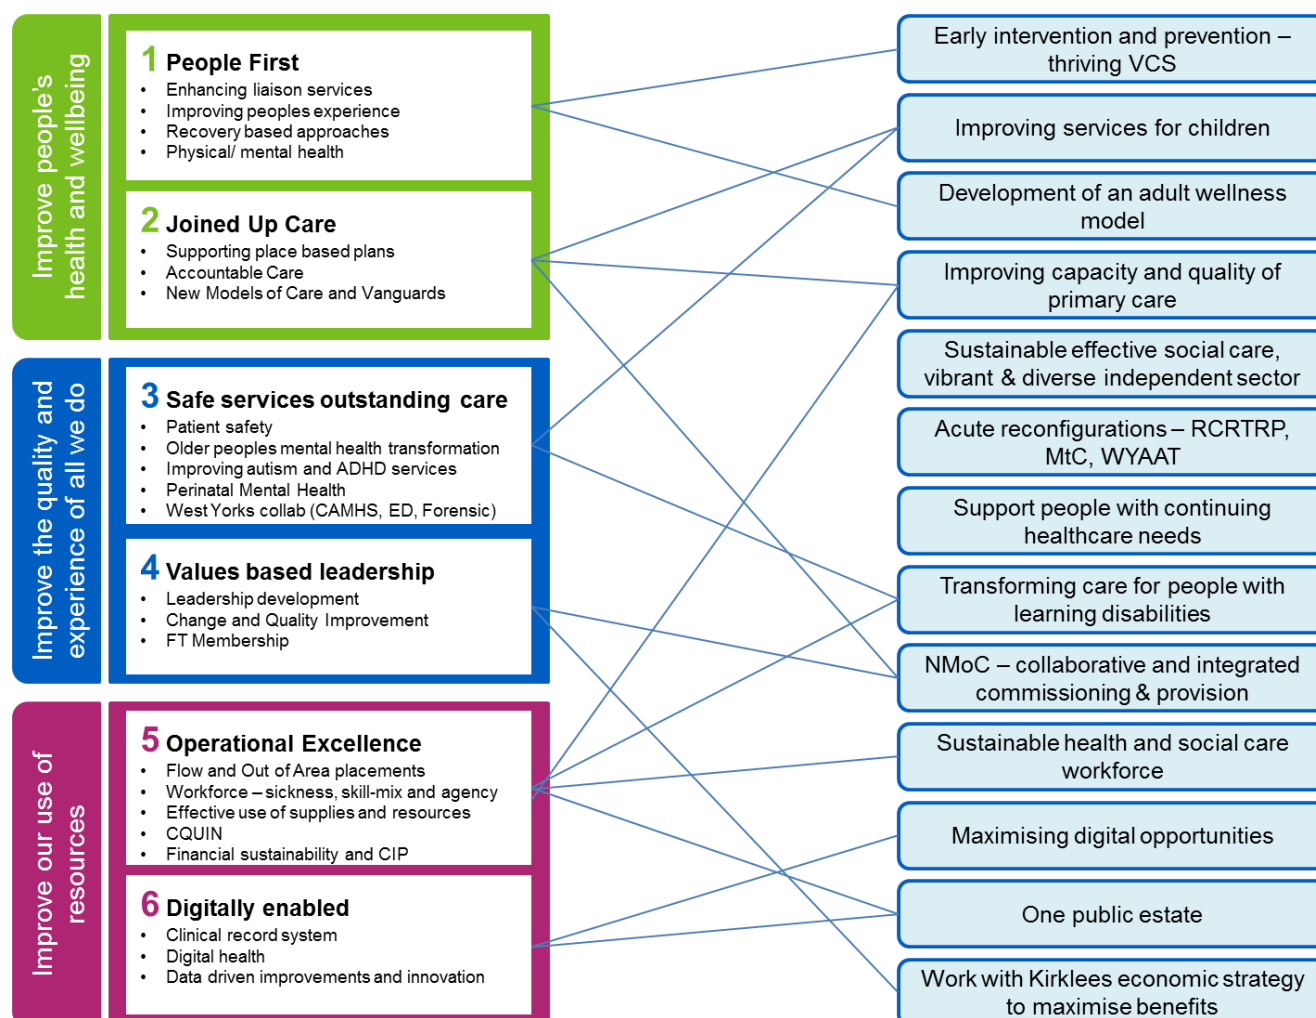 Improve people's
health and wellbeing
1 People First
• Enhancing liaison services
• Improving peoples experience
• Recovery based approaches
• Physical/ mental health
2 Joined Up Care
• Supporting place based plans
• Accountable Care
• New Models of Care and Vanguards
Improve the quality and
experience of all we do
3 Safe services outstanding care
• Patient safety
• Older peoples mental health transformation
• Improving autism and ADHD services
• Perinatal Mental Health
• West Yorks collab (CAMHS, ED, Forensic)
4 Values based leadership
• Leadership development
• Change and Quality Improvement
• FT Membership
Improve our use of
resources
5 Operational Excellence
• Flow and Out of Area placements
• Workforce – sickness, skill-mix and agency
• Effective use of supplies and resources
• CQUIN
• Financial sustainability and CIP
6 Digitally enabled
• Clinical record system
• Digital health
• Data driven improvements and innovation
Early intervention and prevention –
thriving VCS
Improving services for children
Development of an adult wellness
model
Improving capacity and quality of
primary care
Sustainable effective social care,
vibrant & diverse independent sector
Acute reconfigurations – RCRTRP,
MtC, WYAAT
Support people with continuing
healthcare needs
Transforming care for people with
learning disabilities
NMoC – collaborative and integrated
commissioning & provision
Sustainable health and social care
workforce
Maximising digital opportunities
One public estate
Work with Kirklees economic strategy
to maximise benefits